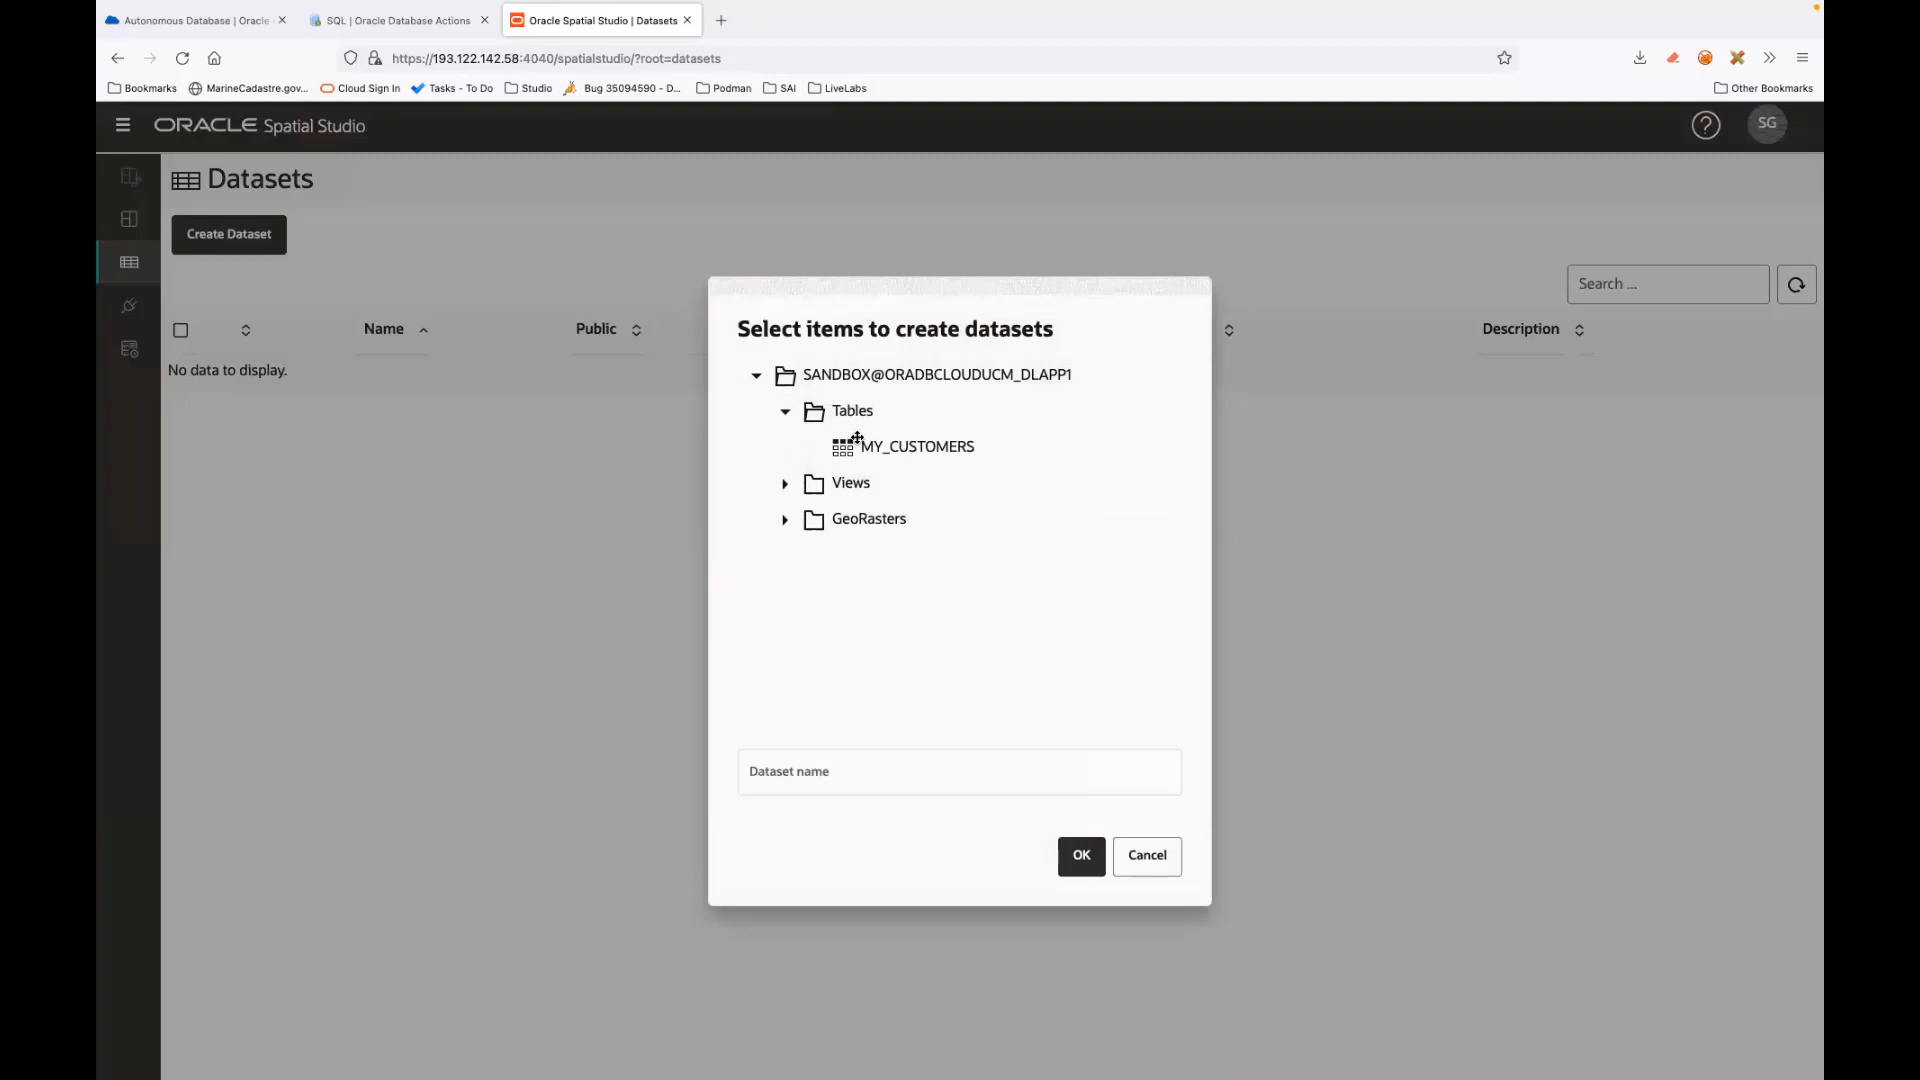 Autonomous Database | Oracle
SQL | Oracle Database Actions
Oracle Spatial Studio | Datasets
https://193.122.142.58:4040/spatialstudio/?root=datasets
Bookmarks
MarineCadastre.gov...
Cloud Sign In
Tasks - To Do
Studio
Bug 35094590 - D...
Podman
SAI
LiveLabs
Other Bookmarks
ORACLE Spatial Studio
SG
Datasets
Create Dataset
Search ...
Name
Public
Description
No data to display.
Select items to create datasets
SANDBOX@ORADBCLOUDUCM_DLAPP1
Tables
MY_CUSTOMERS
Views
GeoRasters
Dataset name
OK
Cancel